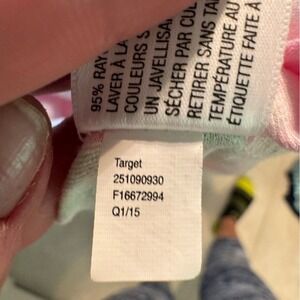 95% RAY
LAVER À LA
COULEURS S
UN JAVELLISA
SÉCHER PAR CUL
RETIRER SANS TA
TEMPÉRATURE AU
ÉTIQUETTE FAITE À
Target
251090930
F16672994
Q1/15